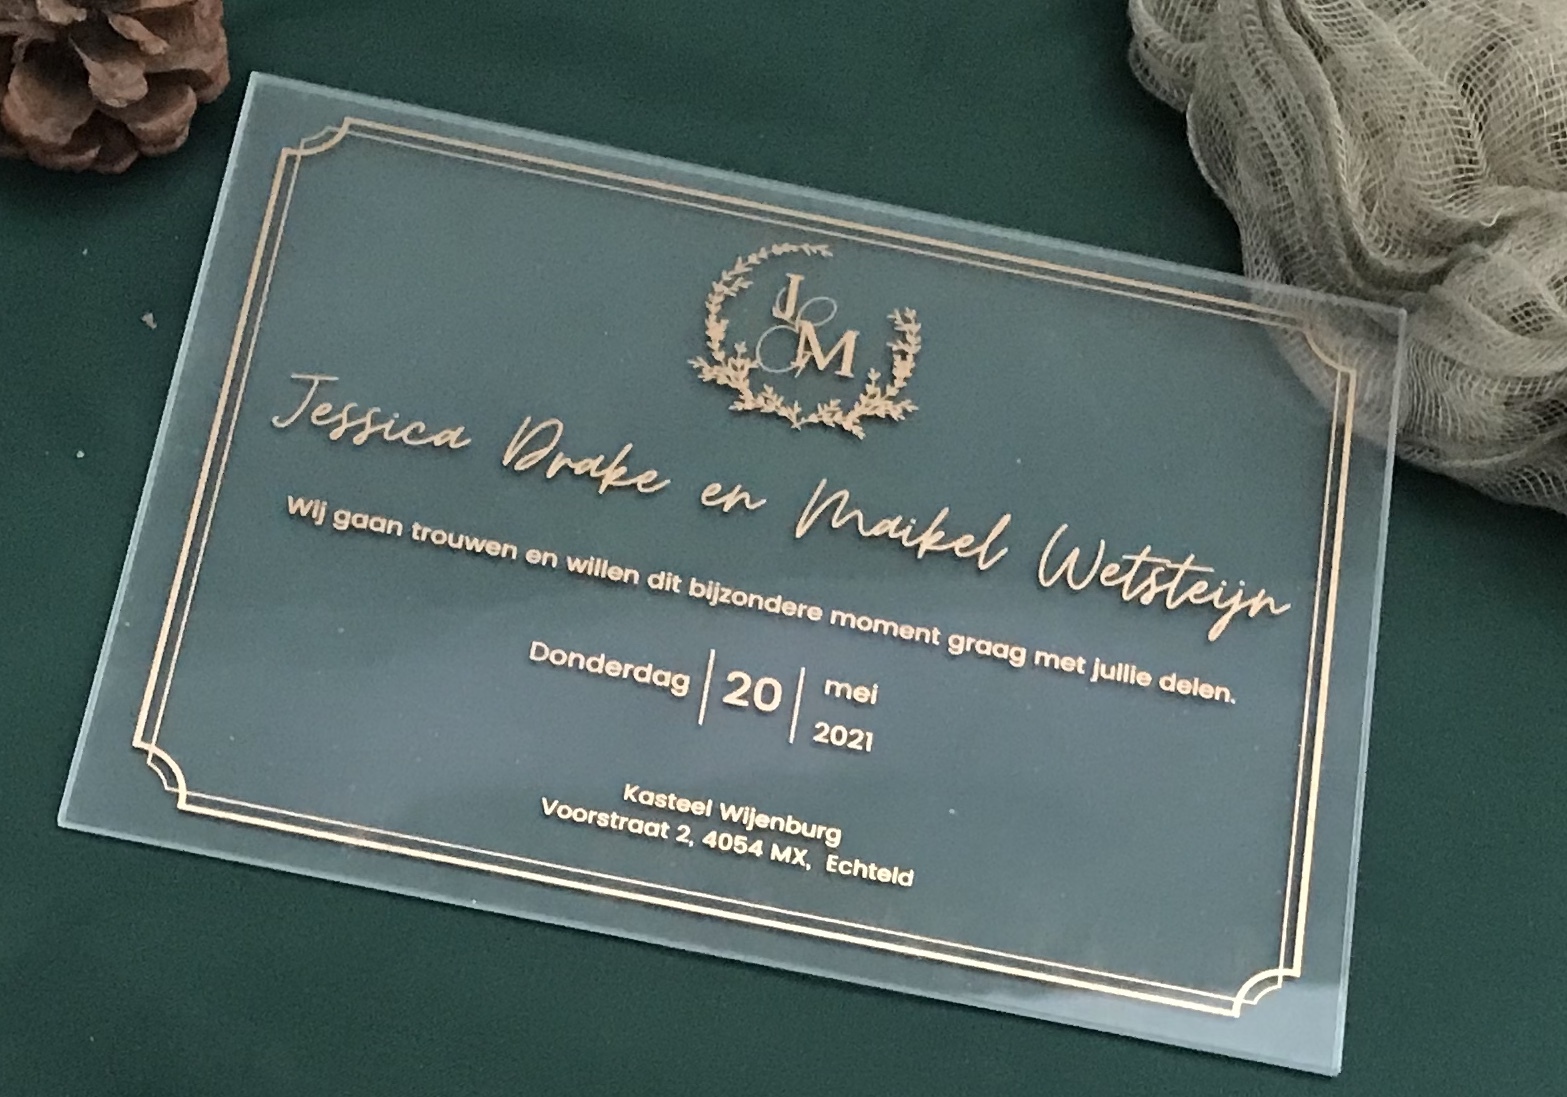 J
&
M
Jessica Drake en Maikel Wetsteijn
Wij gaan trouwen en willen dit bijzondere moment graag met jullie delen.
Donderdag | 20 | mei
2021
Kasteel Wijenburg
Voorstraat 2, 4054 MX, Echteld